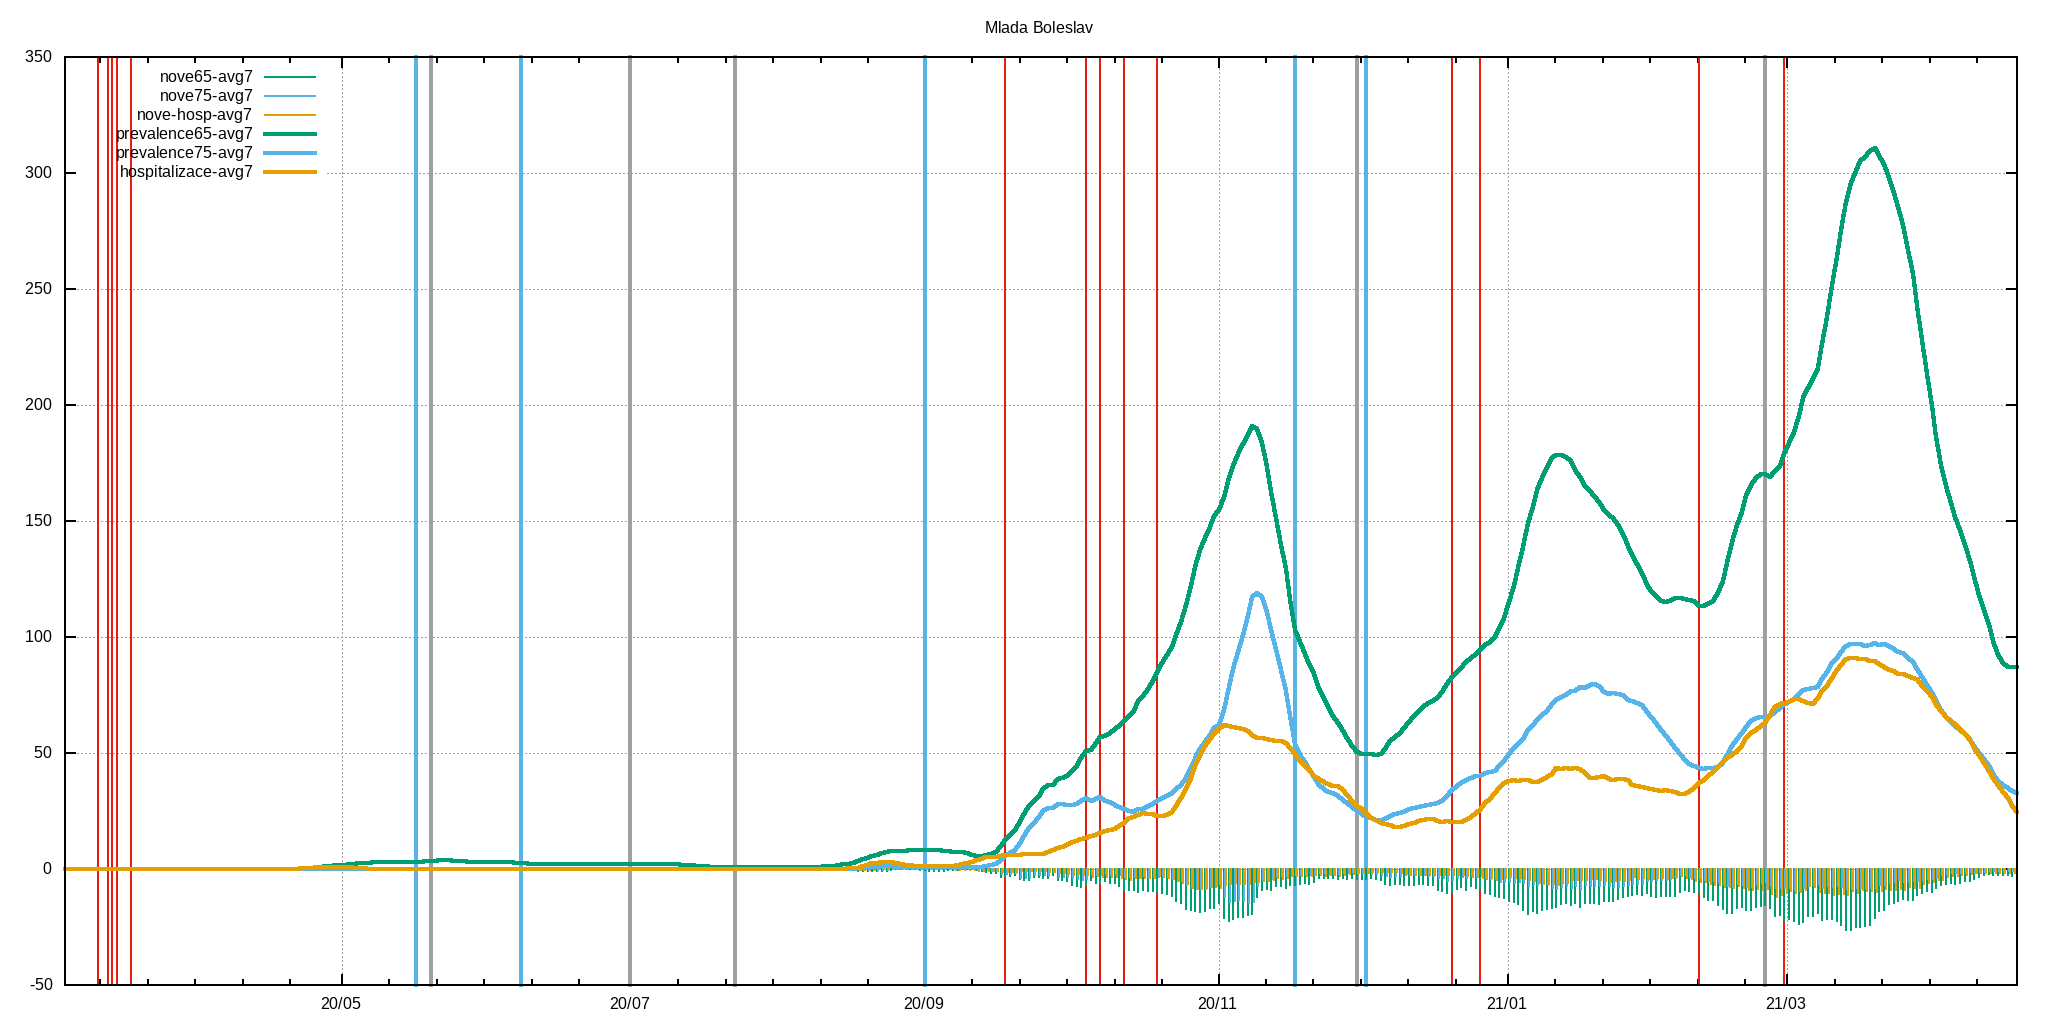 Mlada Boleslav
350
300
250
200
150
100
50
0
-50
nove65-avg7
nove75-avg7
nove-hosp-avg7
prevalence65-avg7
prevalence75-avg7
hospitalizace-avg7
20/05
20/07
20/09
20/11
21/01
21/03